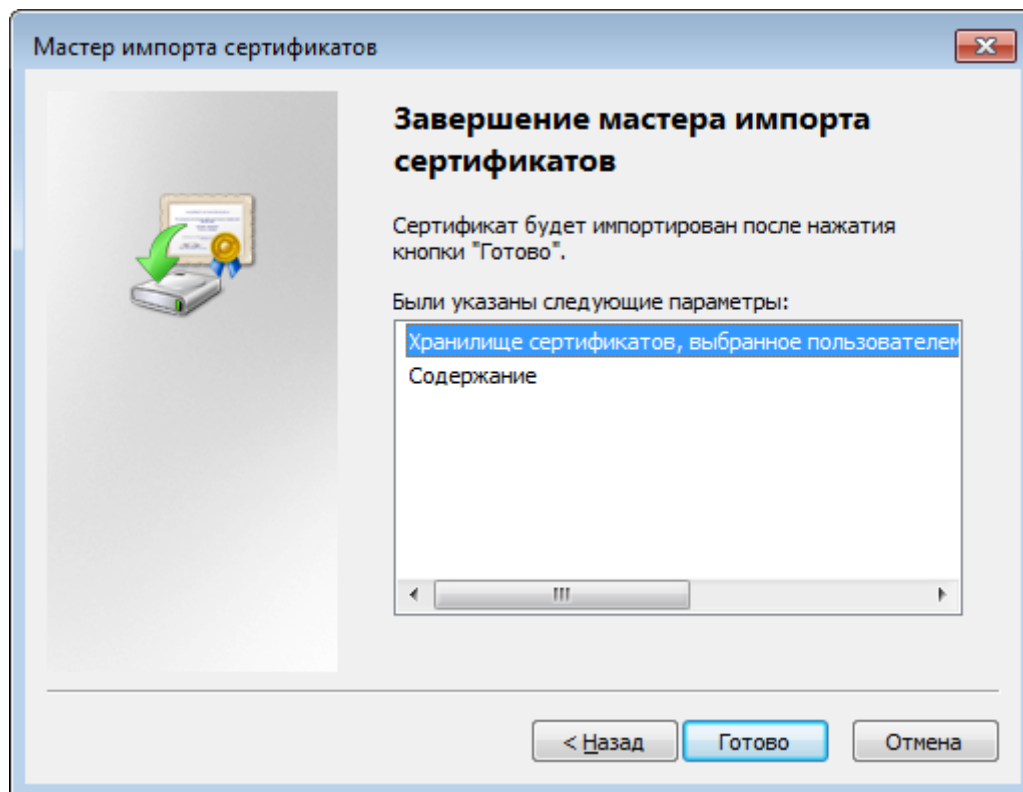 Мастер импорта сертификатов
Завершение мастера импорта
сертификатов
Сертификат будет импортирован после нажатия
кнопки "Готово".
Были указаны следующие параметры:
Хранилище сертификатов, выбранное пользователем
Содержание
< Назад
Готово
Отмена